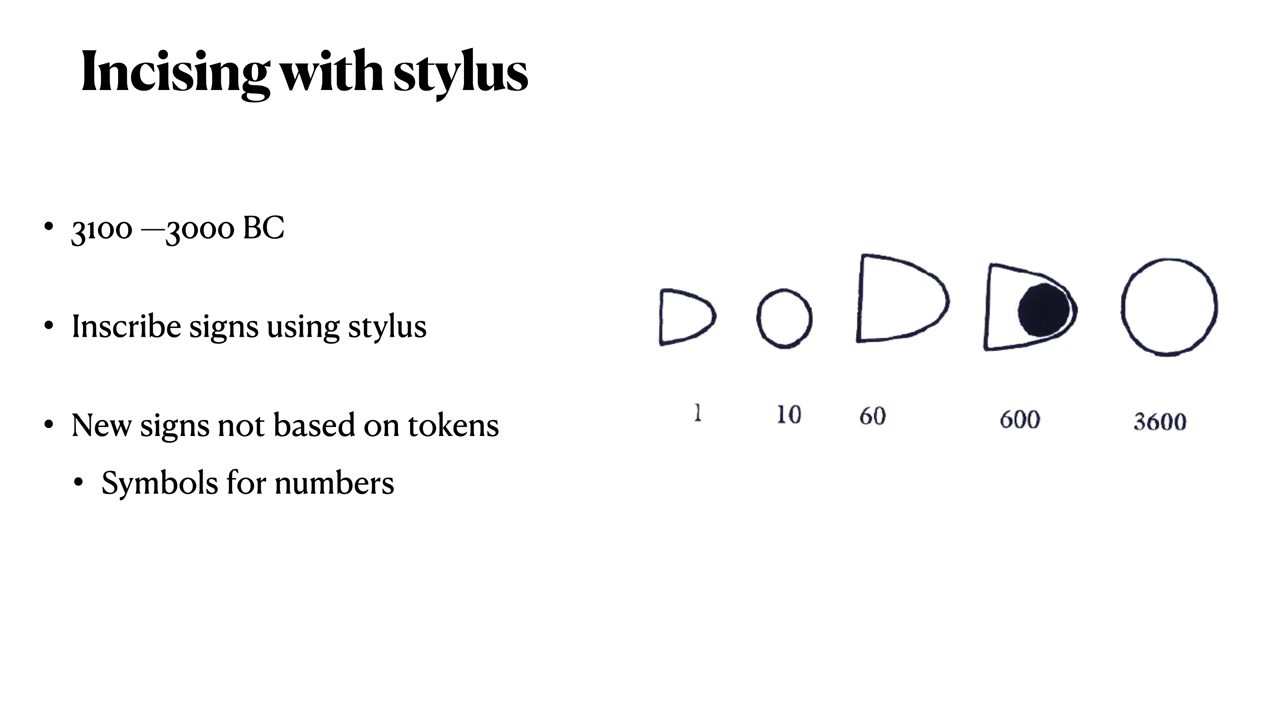 Incising with stylus
• 3100 —3000 BC
• Inscribe signs using stylus
• New signs not based on tokens
• Symbols for numbers
1 10 60 600 3600